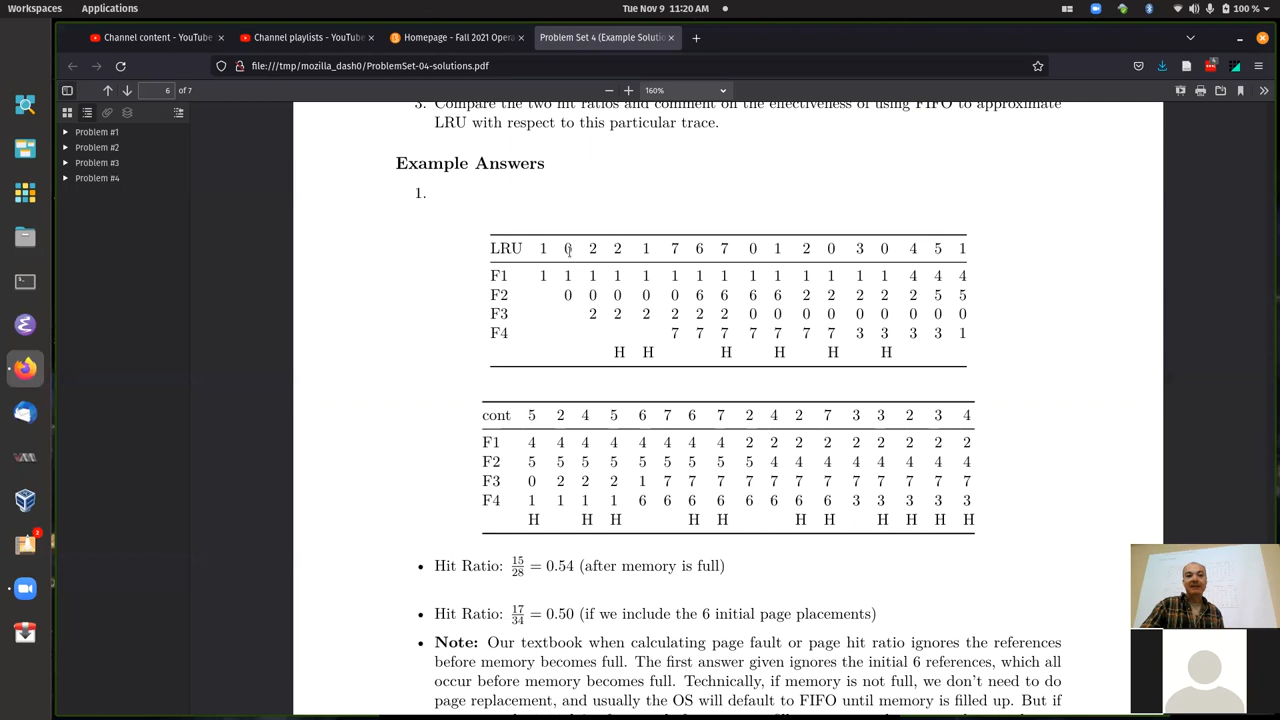 Workspaces Applications Tue Nov 9 11:20 AM 100 %
Channel content - YouTube Channel playlists - YouTube Homepage - Fall 2021 Opera Problem Set 4 (Example Solutio
file:///tmp/mozilla_dash0/ProblemSet-04-solutions.pdf
6 of 7 160%
Problem #1
Problem #2
Problem #3
Problem #4
3. Compare the two hit ratios and comment on the effectiveness of using FIFO to approximate
LRU with respect to this particular trace.
Example Answers
1.
LRU 1 0 2 2 1 7 6 7 0 1 2 0 3 0 4 5 1
F1 1 1 1 1 1 1 1 1 1 1 1 1 1 1 4 4 4
F2 0 0 0 0 0 6 6 6 6 2 2 2 2 2 5 5
F3 2 2 2 2 2 2 0 0 0 0 0 0 0 0 0
F4 7 7 7 7 7 7 7 3 3 3 3 1
H H H H H H
cont 5 2 4 5 6 7 6 7 2 4 2 7 3 3 2 3 4
F1 4 4 4 4 4 4 4 4 2 2 2 2 2 2 2 2 2
F2 5 5 5 5 5 5 5 5 5 4 4 4 4 4 4 4 4
F3 0 2 2 2 1 7 7 7 7 7 7 7 7 7 7 7 7
F4 1 1 1 1 6 6 6 6 6 6 6 6 3 3 3 3 3
H H H H H H H H H H H
• Hit Ratio: 15/28 = 0.54 (after memory is full)
• Hit Ratio: 17/34 = 0.50 (if we include the 6 initial page placements)
• Note: Our textbook when calculating page fault or page hit ratio ignores the references
before memory becomes full. The first answer given ignores the initial 6 references, which all
occur before memory becomes full. Technically, if memory is not full, we don't need to do
page replacement, and usually the OS will default to FIFO until memory is filled up. But if